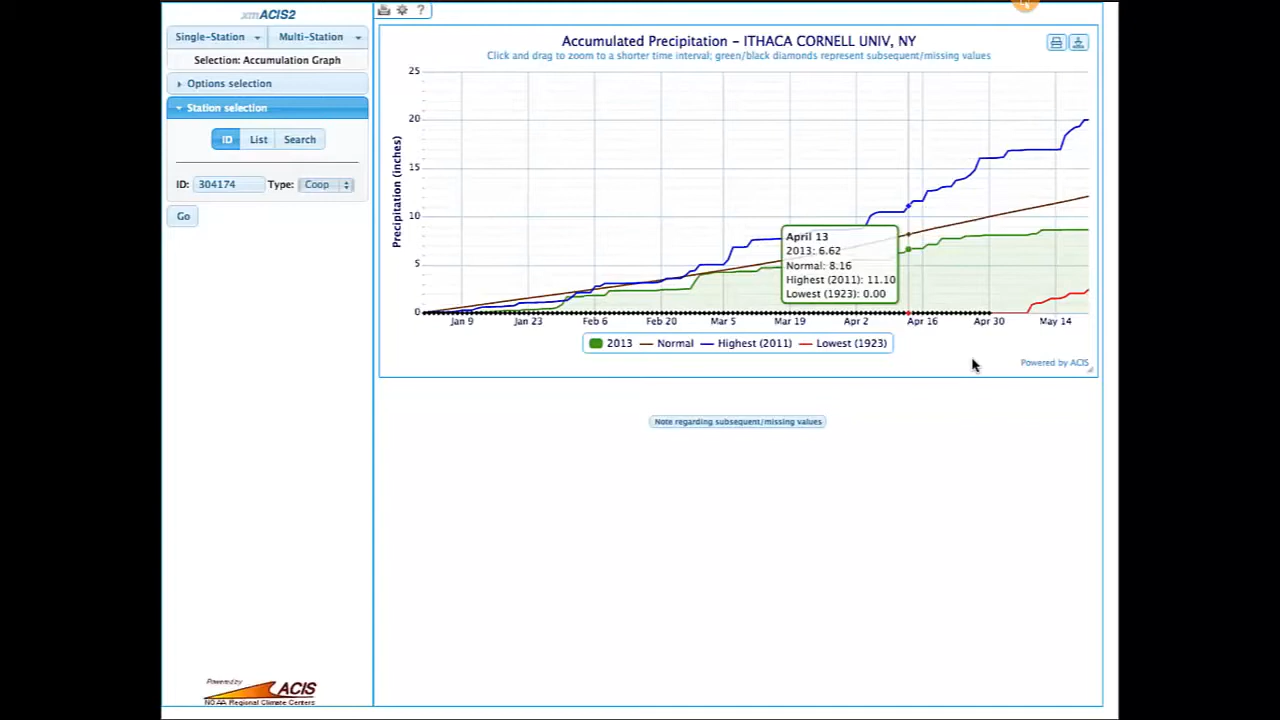 xmACIS2
Single-Station
Multi-Station
Selection: Accumulation Graph
Options selection
Station selection
ID
List
Search
ID: 304174 Type: Coop
Go
?
Accumulated Precipitation – ITHACA CORNELL UNIV, NY
Click and drag to zoom to a shorter time interval; green/black diamonds represent subsequent/missing values
Precipitation (inches)
25
20
15
10
5
0
April 13
2013: 6.62
Normal: 8.16
Highest (2011): 11.10
Lowest (1923): 0.00
Jan 9 Jan 23 Feb 6 Feb 20 Mar 5 Mar 19 Apr 2 Apr 16 Apr 30 May 14
2013 Normal Highest (2011) Lowest (1923)
Powered by ACIS
Note regarding subsequent/missing values
Powered by
ACIS
NOAA Regional Climate Centers